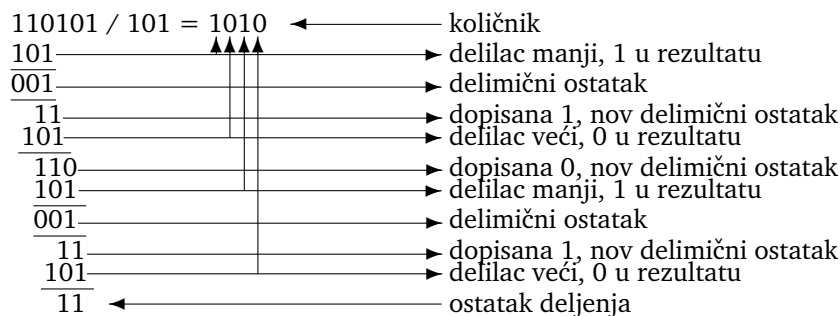 110101 / 101 = 1010 količnik
101 delilac manji, 1 u rezultatu
001 delimični ostatak
11 dopisana 1, nov delimični ostatak
101 delilac veći, 0 u rezultatu
110 dopisana 0, nov delimični ostatak
101 delilac manji, 1 u rezultatu
001 delimični ostatak
11 dopisana 1, nov delimični ostatak
101 delilac veći, 0 u rezultatu
11 ostatak deljenja